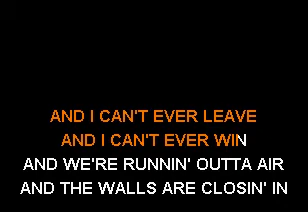 AND I CAN'T EVER LEAVE
AND I CAN'T EVER WIN
AND WE'RE RUNNIN' OUTTA AIR
AND THE WALLS ARE CLOSIN' IN